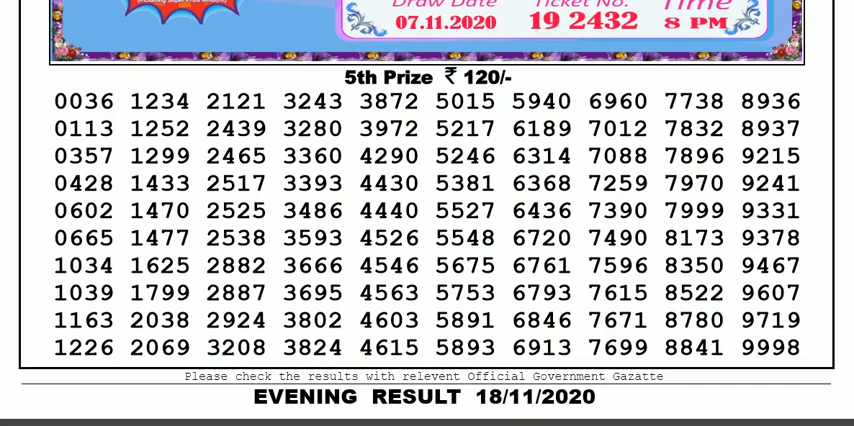 (Including Super Prize Amount)
Draw Date Ticket No. Time
07.11.2020 19 2432 8 PM
5th Prize ₹ 120/-
0036 1234 2121 3243 3872 5015 5940 6960 7738 8936
0113 1252 2439 3280 3972 5217 6189 7012 7832 8937
0357 1299 2465 3360 4290 5246 6314 7088 7896 9215
0428 1433 2517 3393 4430 5381 6368 7259 7970 9241
0602 1470 2525 3486 4440 5527 6436 7390 7999 9331
0665 1477 2538 3593 4526 5548 6720 7490 8173 9378
1034 1625 2882 3666 4546 5675 6761 7596 8350 9467
1039 1799 2887 3695 4563 5753 6793 7615 8522 9607
1163 2038 2924 3802 4603 5891 6846 7671 8780 9719
1226 2069 3208 3824 4615 5893 6913 7699 8841 9998
Please check the results with relevent Official Government Gazatte
EVENING RESULT 18/11/2020